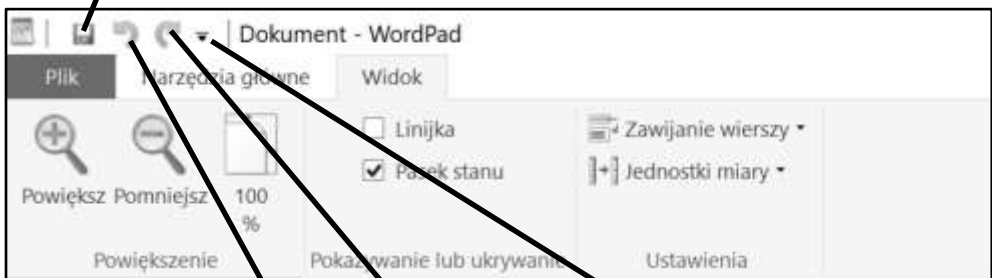 Dokument - WordPad
Plik Narzędzia główne Widok
Linijka Zawijanie wierszy
Pasek stanu Jednostki miary
Powiększ Pomniejsz 100
%
Powiększenie Pokazywanie lub ukrywanie Ustawienia